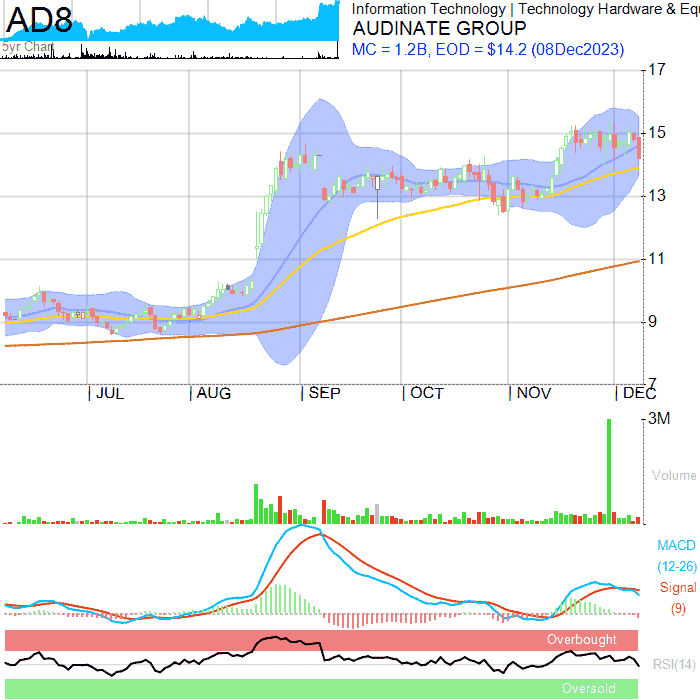 AD8
Information Technology | Technology Hardware & Equ
AUDINATE GROUP
MC = 1.2B, EOD = $14.2 (08Dec2023)
5yr Chart
17
15
13
11
9
7
| JUL | AUG | SEP | OCT | NOV | DEC
3M
Volume
MACD
(12-26)
Signal
(9)
Overbought
RSI(14)
Oversold